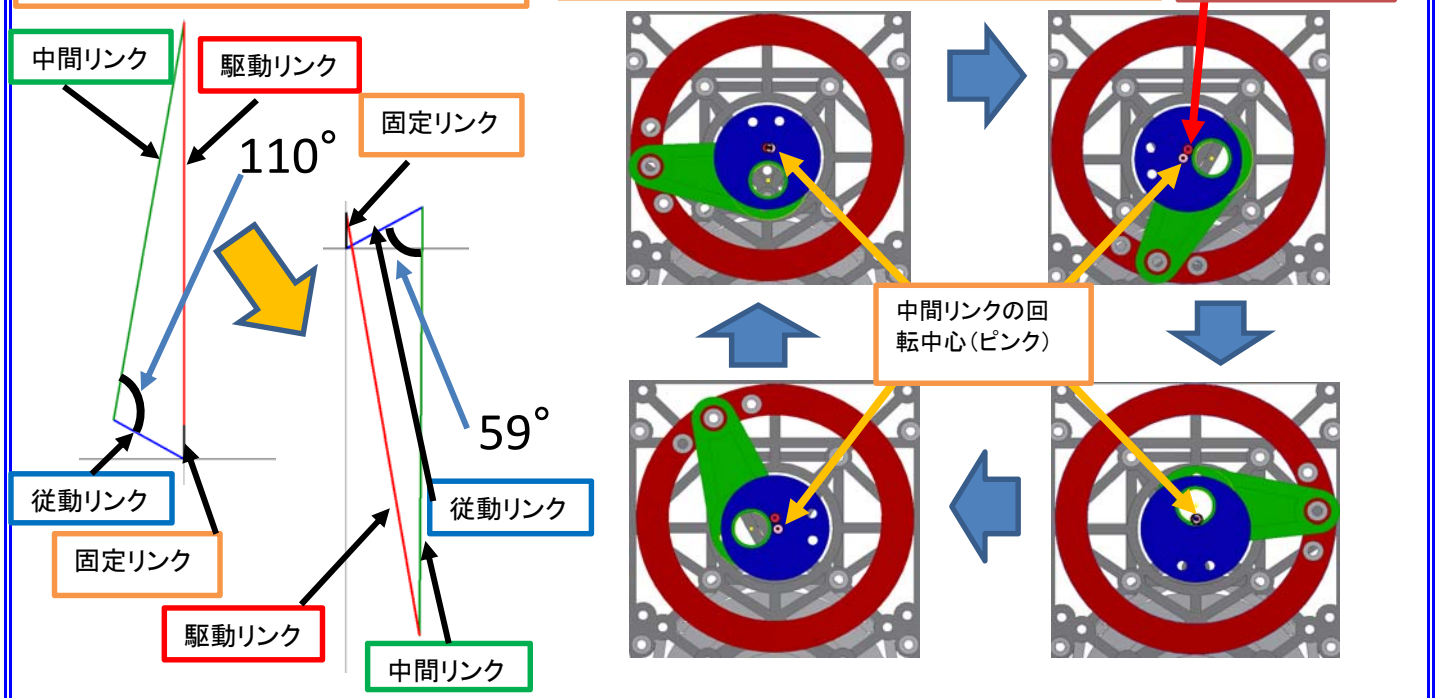 中間リンク
駆動リンク
固定リンク
110°
59°
従動リンク
従動リンク
固定リンク
駆動リンク
中間リンク
中間リンクの回
転中心(ピンク)